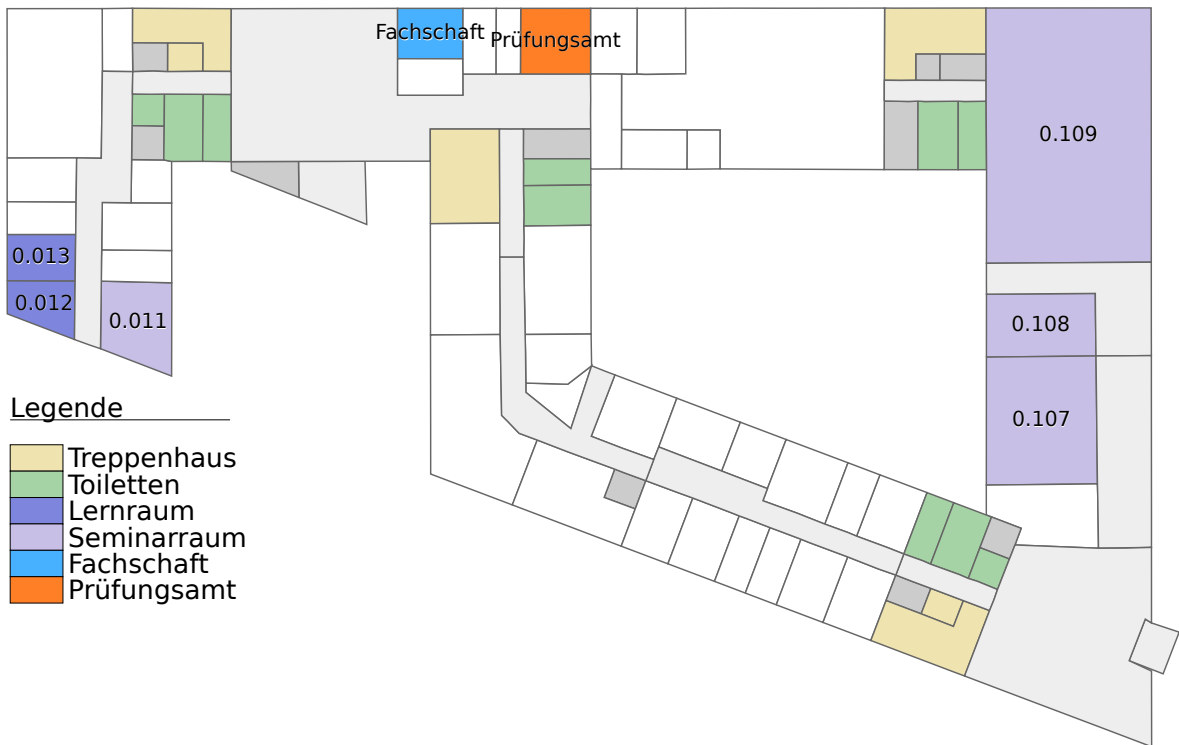 Fachschaft
Prüfungsamt
0.109
0.013
0.012
0.011
0.108
0.107
Legende
Treppenhaus
Toiletten
Lernraum
Seminarraum
Fachschaft
Prüfungsamt